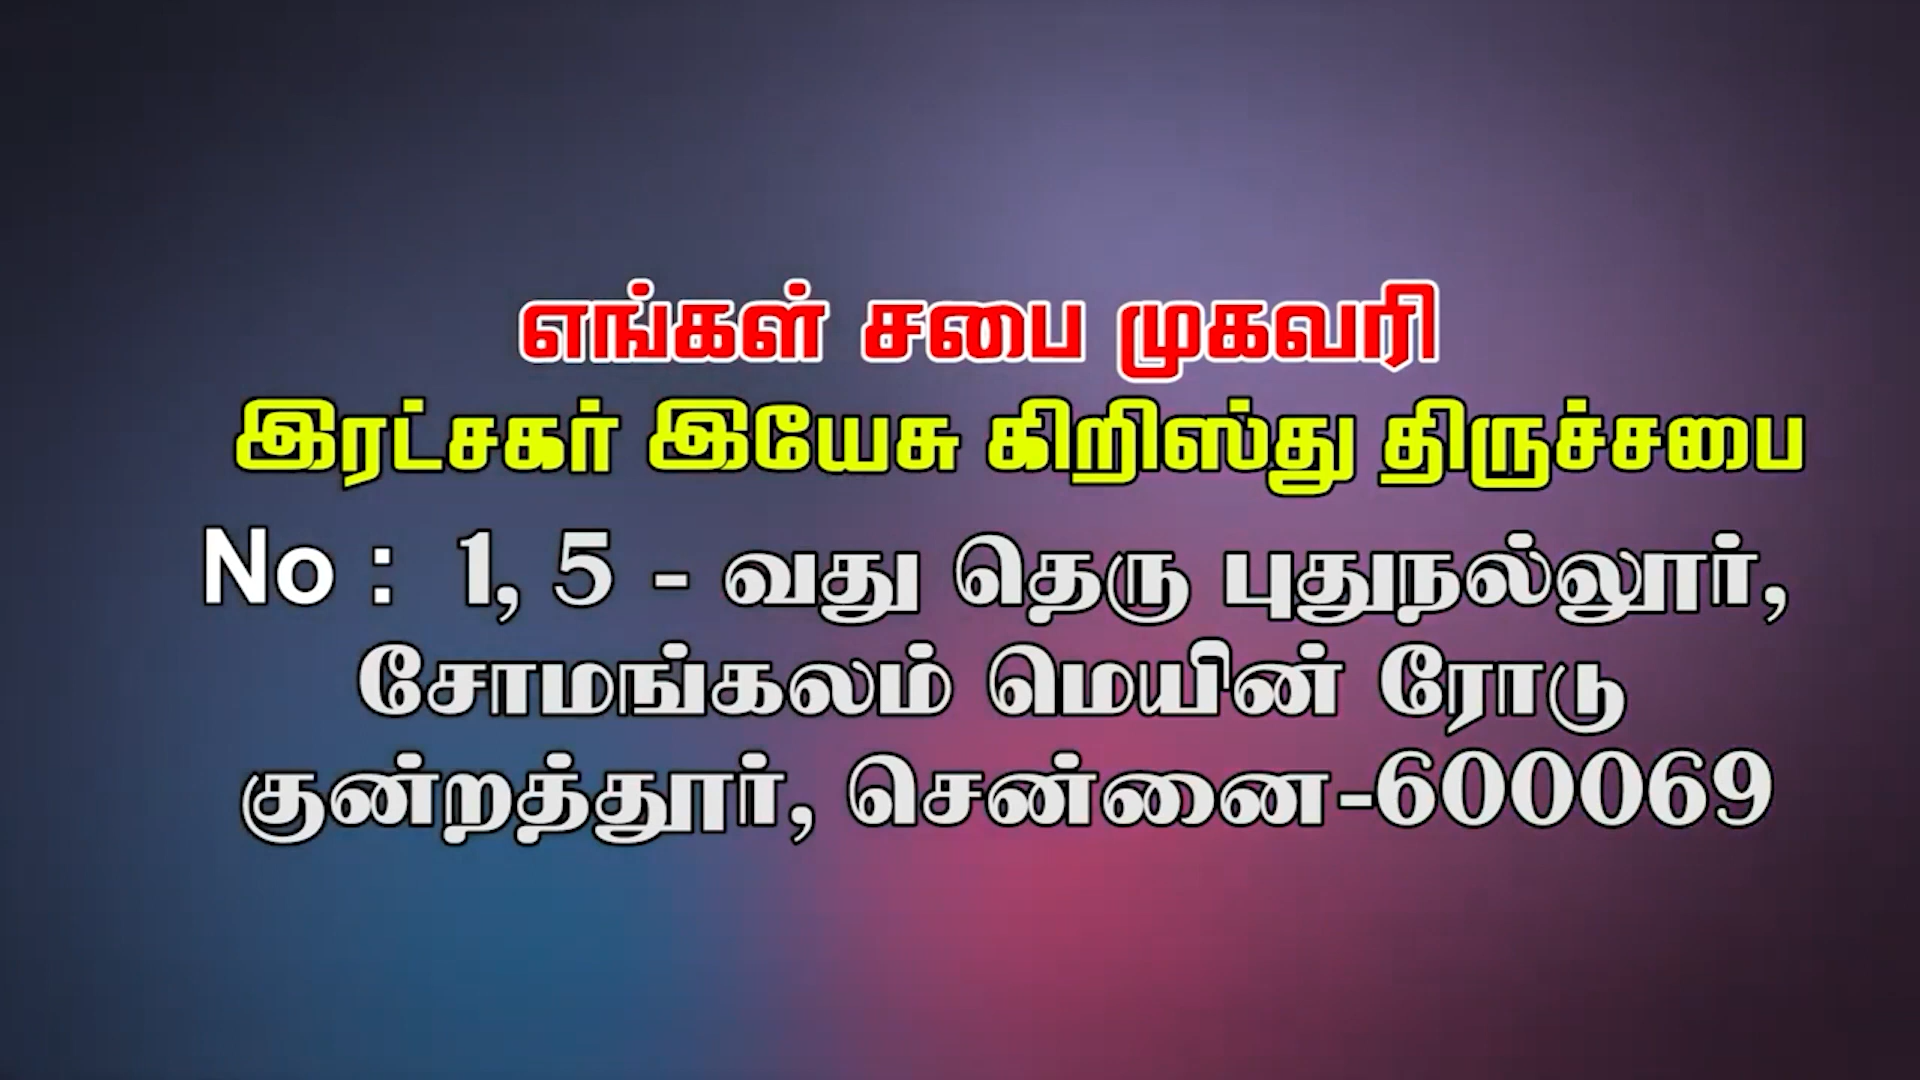 எங்கள் சபை முகவரி
இரட்சகர் இயேசு கிறிஸ்து திருச்சபை
No : 1, 5 - வது தெரு புதுநல்லூர்,
சோமங்கலம் மெயின் ரோடு
குன்றத்தூர், சென்னை-600069